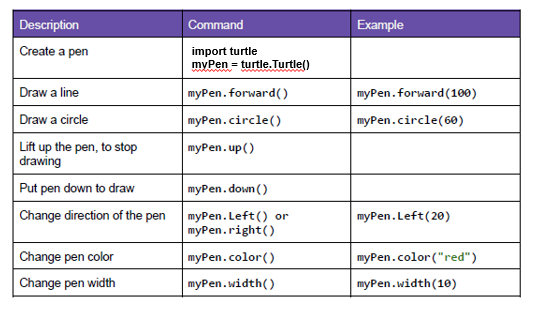 Description Command Example
Create a pen import turtle
myPen = turtle.Turtle()
Draw a line myPen.forward() myPen.forward(100)
Draw a circle myPen.circle() myPen.circle(60)
Lift up the pen, to stop myPen.up()
drawing
Put pen down to draw myPen.down()
Change direction of the pen myPen.Left() or myPen.Left(20)
myPen.right()
Change pen color myPen.color() myPen.color("red")
Change pen width myPen.width() myPen.width(10)